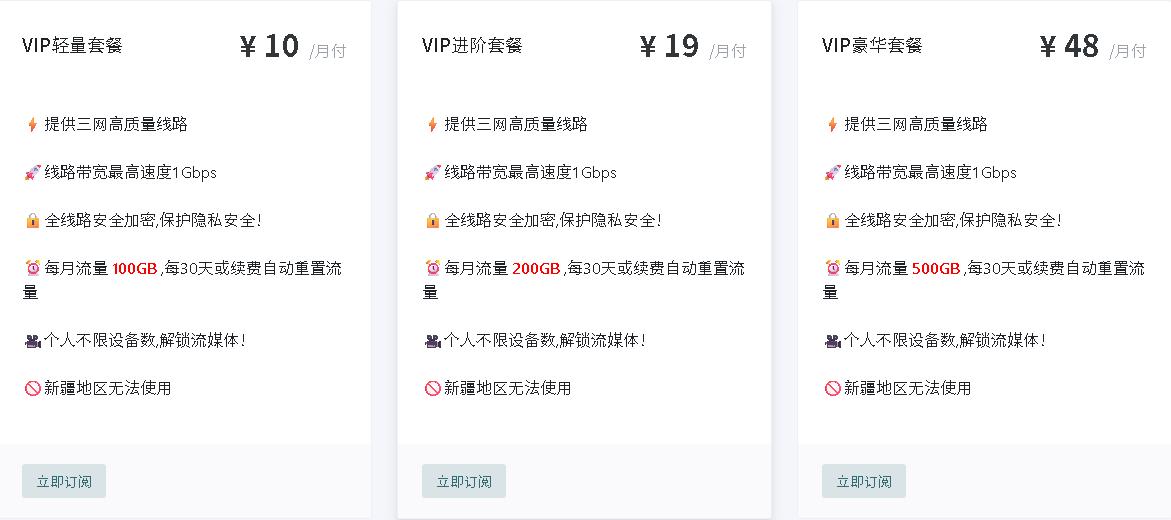 VIP轻量套餐
¥ 10 /月付
⚡提供三网高质量线路
🚀线路带宽最高速度1Gbps
🔒全线路安全加密,保护隐私安全!
⏰每月流量 100GB ,每30天或续费自动重置流
量
🎥个人不限设备数,解锁流媒体!
🚫新疆地区无法使用
立即订阅
VIP进阶套餐
¥ 19 /月付
⚡提供三网高质量线路
🚀线路带宽最高速度1Gbps
🔒全线路安全加密,保护隐私安全!
⏰每月流量 200GB ,每30天或续费自动重置流
量
🎥个人不限设备数,解锁流媒体!
🚫新疆地区无法使用
立即订阅
VIP豪华套餐
¥ 48 /月付
⚡提供三网高质量线路
🚀线路带宽最高速度1Gbps
🔒全线路安全加密,保护隐私安全!
⏰每月流量 500GB ,每30天或续费自动重置流
量
🎥个人不限设备数,解锁流媒体!
🚫新疆地区无法使用
立即订阅